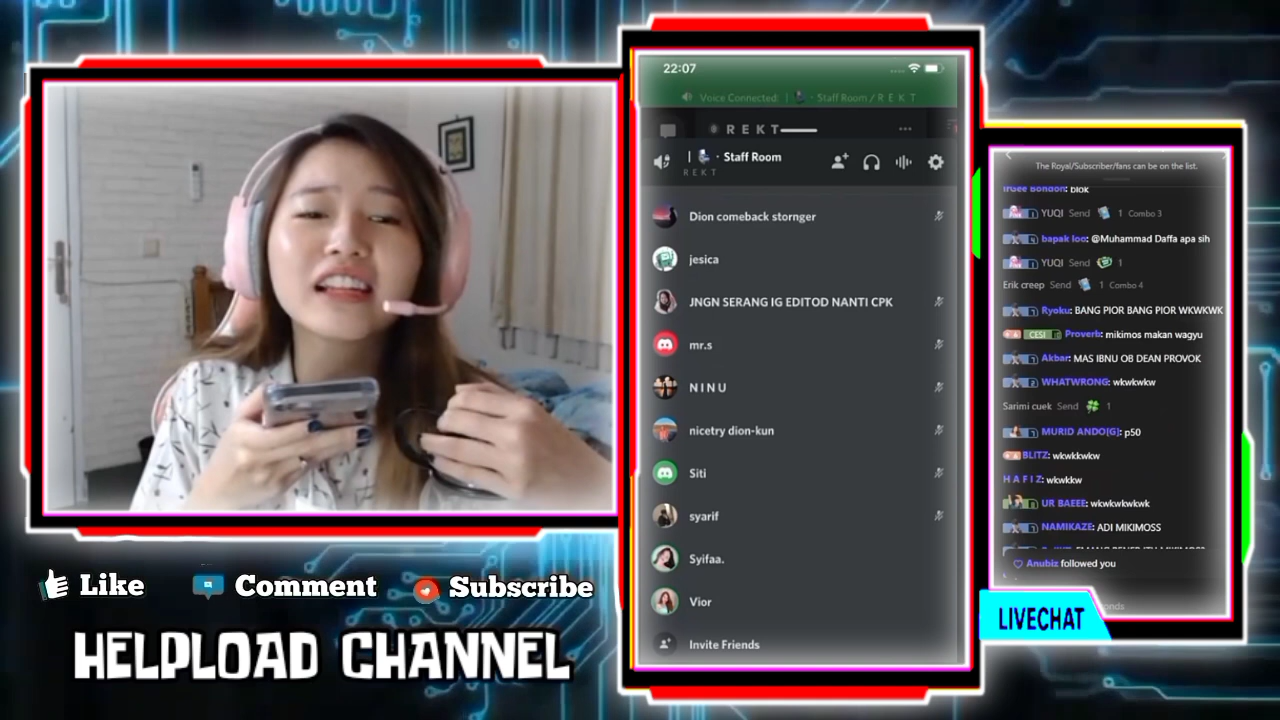 Like
Comment
Subscribe
HELPLOAD CHANNEL
22:07
Voice Connected: | · Staff Room / R E K T
R E K T
| · Staff Room
R E K T
Dion comeback stornger
jesica
JNGN SERANG IG EDITOD NANTI CPK
mr.s
N I N U
nicetry dion-kun
Siti
syarif
Syifaa.
Vior
Invite Friends
The Royal/Subscriber/fans can be on the list.
blok
YUQI Send 1 Combo 3
bapak loo: @Muhammad Daffa apa sih
YUQI Send 1
Erik creep Send 1 Combo 4
Ryoku: BANG PIOR BANG PIOR WKWKWK
CESI Proverb: mikimos makan wagyu
Akbar: MAS IBNU OB DEAN PROVOK
WHATWRONG: wkwkwkw
Sarimi cuek Send 1
MURID ANDO[G]: p50
BLITZ: wkwkkwkw
H A F I Z: wkwkkw
UR BAEEE: wkwkwkwkwk
NAMIKAZE: ADI MIKIMOSS
Anubiz followed you
LIVECHAT